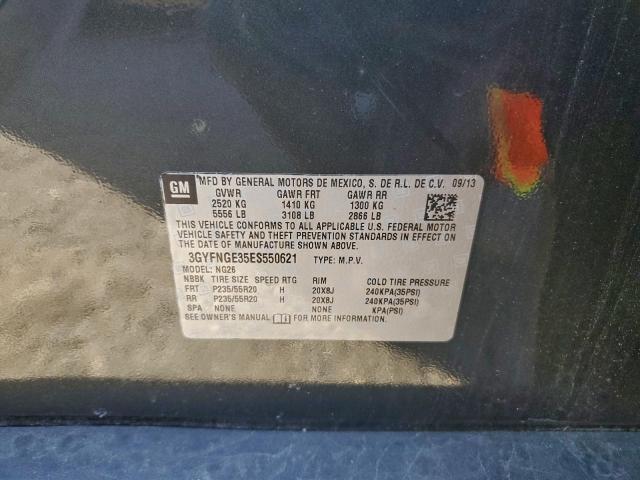 GM
MFD BY GENERAL MOTORS DE MEXICO, S. DE R.L. DE C.V. 09/13
GVWR GAWR FRT GAWR RR
2520 KG 1410 KG 1300 KG
5556 LB 3108 LB 2866 LB
THIS VEHICLE CONFORMS TO ALL APPLICABLE U.S. FEDERAL MOTOR
VEHICLE SAFETY AND THEFT PREVENTION STANDARDS IN EFFECT ON THE
DATE OF MANUFACTURE SHOWN ABOVE.
3GYFNGE35ES550621 TYPE: M.P.V.
MODEL: NG26
NBBK TIRE SIZE SPEED RTG RIM COLD TIRE PRESSURE
FRT P235/55R20 H 20X8J 240KPA(35PSI)
RR P235/55R20 H 20X8J 240KPA(35PSI)
SPA NONE NONE KPA(PSI)
SEE OWNER'S MANUAL FOR MORE INFORMATION.